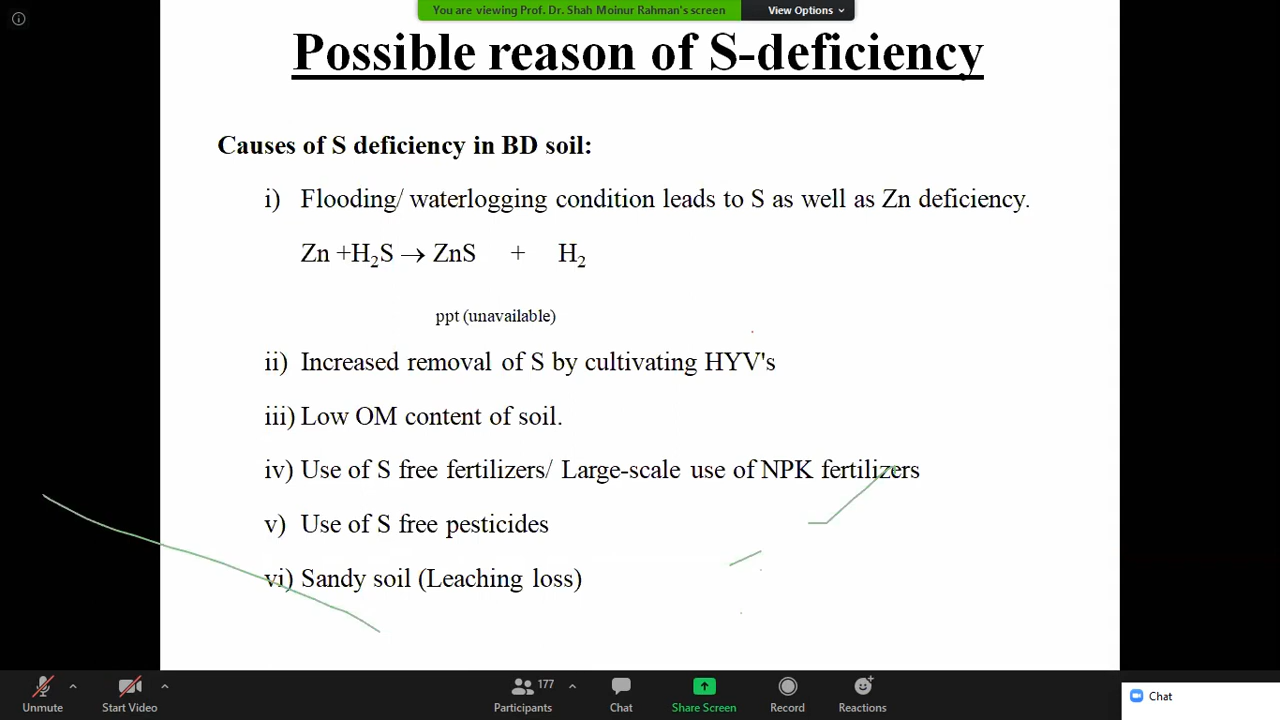 You are viewing Prof. Dr. Shah Moinur Rahman's screen View Options
Possible reason of S-deficiency
Causes of S deficiency in BD soil:
i) Flooding/ waterlogging condition leads to S as well as Zn deficiency.
Zn +H₂S → ZnS + H₂
ppt (unavailable)
ii) Increased removal of S by cultivating HYV's
iii) Low OM content of soil.
iv) Use of S free fertilizers/ Large-scale use of NPK fertilizers
v) Use of S free pesticides
vi) Sandy soil (Leaching loss)
177
Unmute Start Video Participants Chat Share Screen Record Reactions
Chat